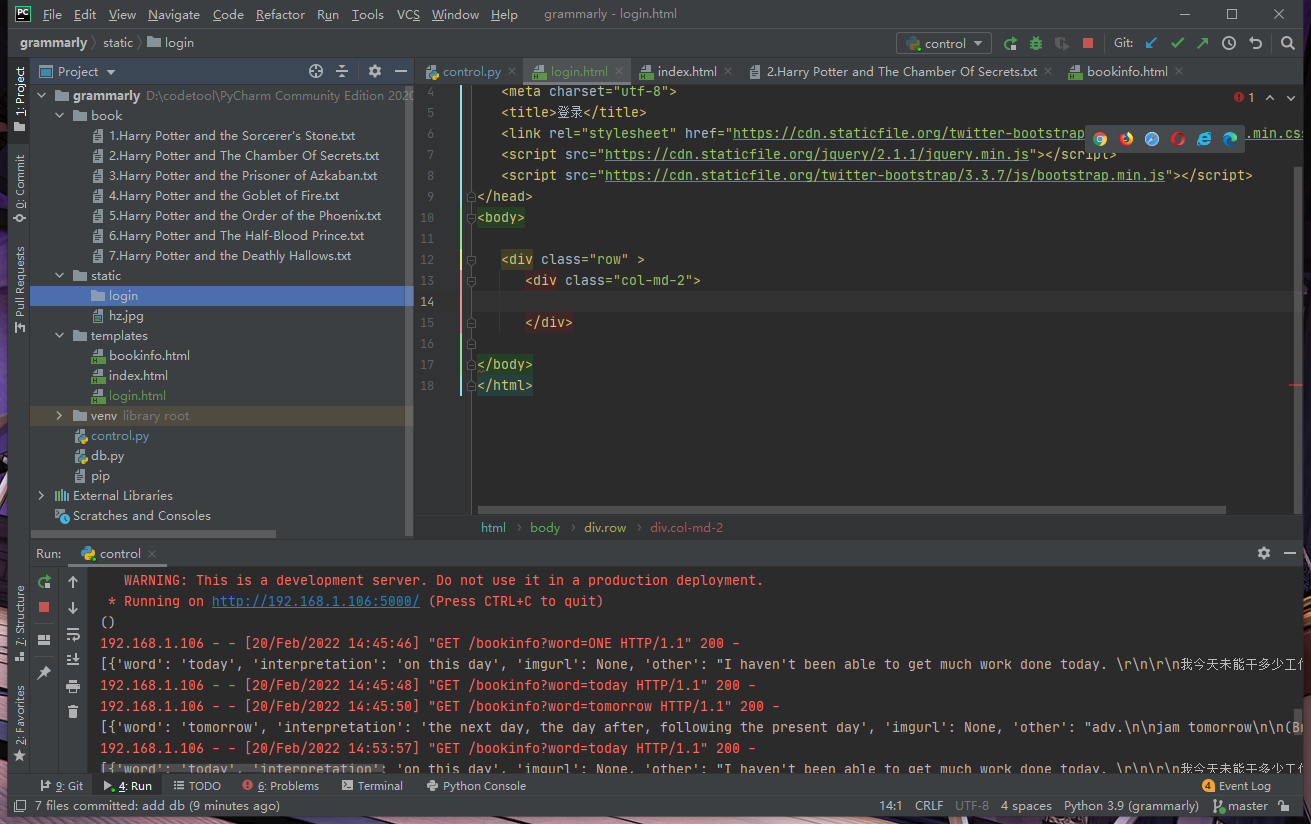 PC File Edit View Navigate Code Refactor Run Tools VCS Window Help grammarly - login.html
grammarly static login control Git:
1: Project
0: Commit
Pull Requests
7: Structure
2: Favorites
Project
grammarly D:\codetool\PyCharm Community Edition 2020
book
1.Harry Potter and the Sorcerer's Stone.txt
2.Harry Potter and The Chamber Of Secrets.txt
3.Harry Potter and the Prisoner of Azkaban.txt
4.Harry Potter and the Goblet of Fire.txt
5.Harry Potter and the Order of the Phoenix.txt
6.Harry Potter and The Half-Blood Prince.txt
7.Harry Potter and the Deathly Hallows.txt
static
login
hz.jpg
templates
bookinfo.html
index.html
login.html
venv library root
control.py
db.py
pip
External Libraries
Scratches and Consoles
control.py login.html index.html 2.Harry Potter and The Chamber Of Secrets.txt bookinfo.html
1
4 <meta charset="utf-8">
5 <title>登录</title>
6 <link rel="stylesheet" href="https://cdn.staticfile.org/twitter-bootstrap .min.cs
7 <script src="https://cdn.staticfile.org/jquery/2.1.1/jquery.min.js"></script>
8 <script src="https://cdn.staticfile.org/twitter-bootstrap/3.3.7/js/bootstrap.min.js"></script>
9 </head>
10 <body>
11
12 <div class="row" >
13 <div class="col-md-2">
14
15 </div>
16
17 </body>
18 </html>
html body div.row div.col-md-2
Run: control
WARNING: This is a development server. Do not use it in a production deployment.
* Running on http://192.168.1.106:5000/ (Press CTRL+C to quit)
()
192.168.1.106 - - [20/Feb/2022 14:45:46] "GET /bookinfo?word=ONE HTTP/1.1" 200 -
[{'word': 'today', 'interpretation': 'on this day', 'imgurl': None, 'other': "I haven't been able to get much work done today. \r\n\r\n我今天未能干多少工作
192.168.1.106 - - [20/Feb/2022 14:45:48] "GET /bookinfo?word=today HTTP/1.1" 200 -
192.168.1.106 - - [20/Feb/2022 14:45:50] "GET /bookinfo?word=tomorrow HTTP/1.1" 200 -
[{'word': 'tomorrow', 'interpretation': 'the next day, the day after, following the present day', 'imgurl': None, 'other': "adv.\n\njam tomorrow\n\n(Br
192.168.1.106 - - [20/Feb/2022 14:53:57] "GET /bookinfo?word=today HTTP/1.1" 200 -
[{'word': 'today', 'interpretation': 'on this day', 'imgurl': None, 'other': "I haven't been able to get much work done today. \r\n\r\n我今天未能干多少工作
9: Git 4: Run TODO 6: Problems Terminal Python Console 4 Event Log
7 files committed: add db (9 minutes ago) 14:1 CRLF UTF-8 4 spaces Python 3.9 (grammarly) master